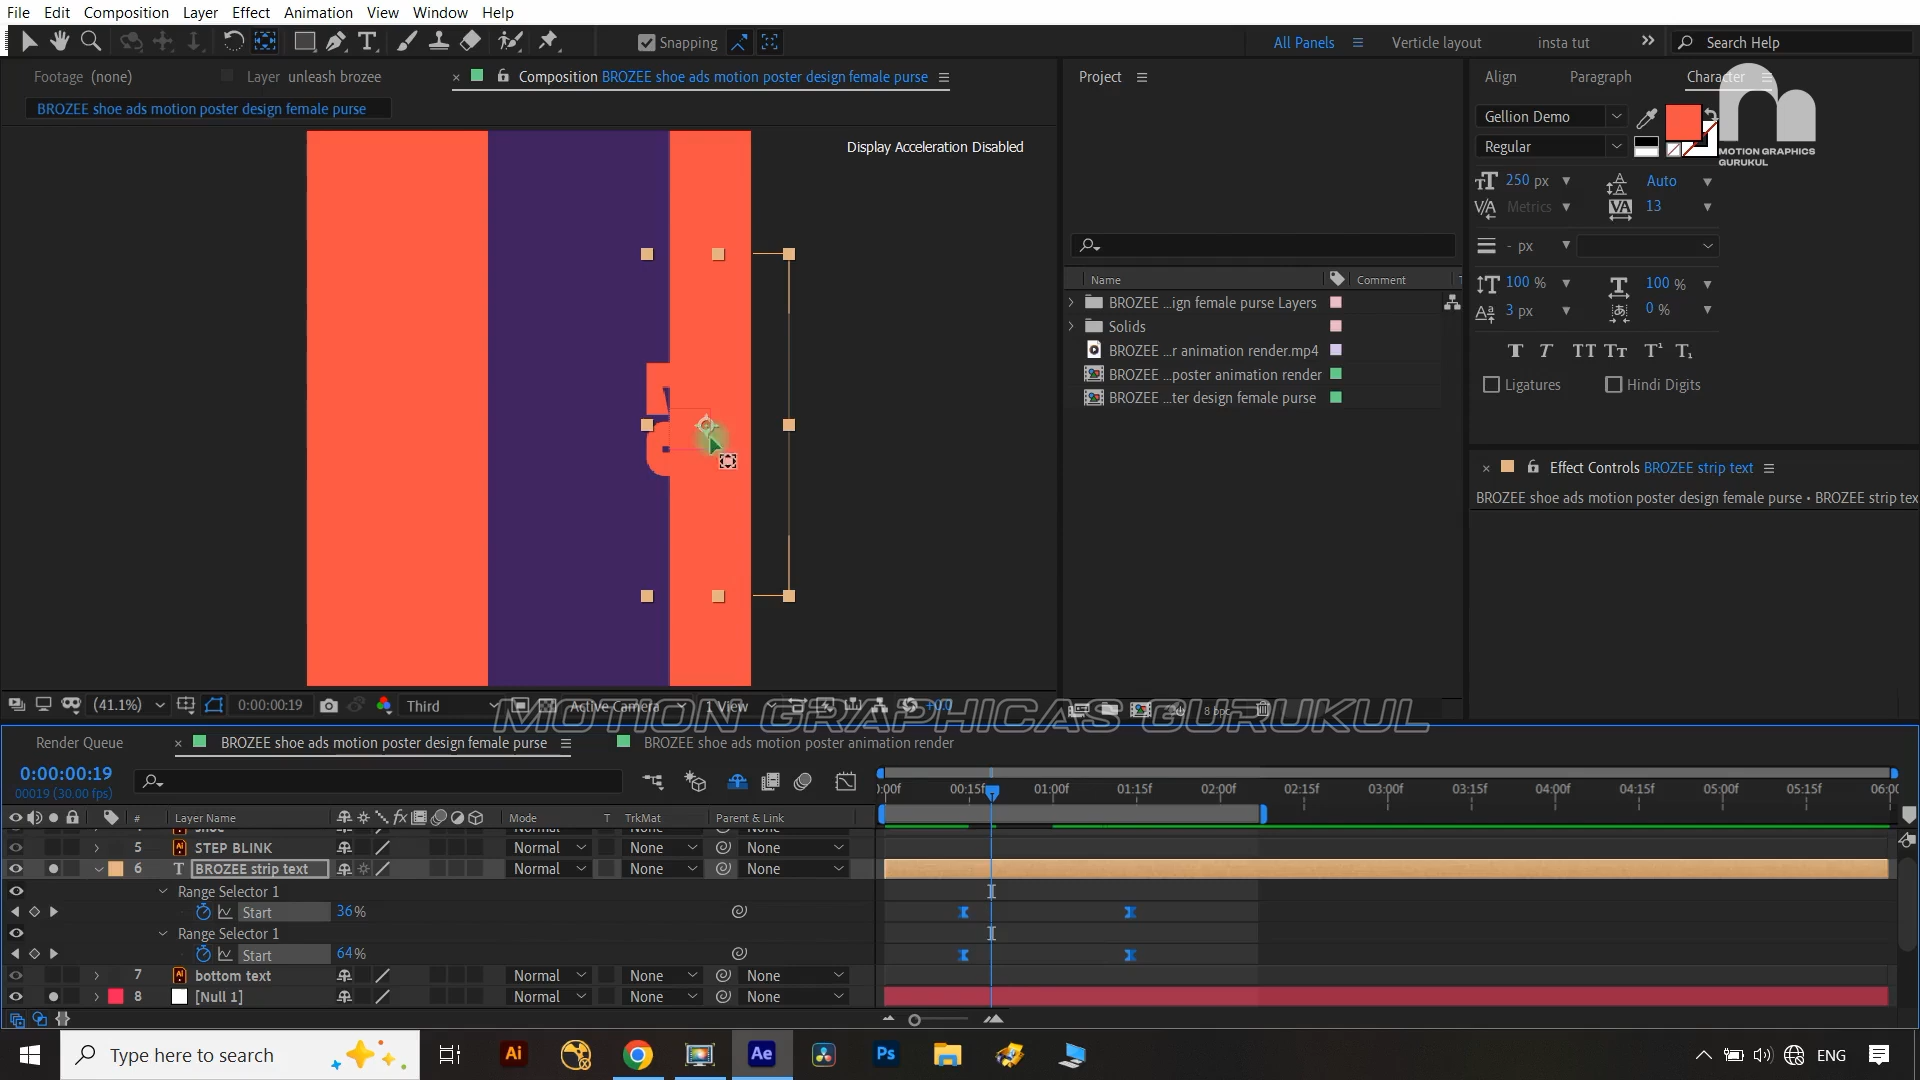 File Edit Composition Layer Effect Animation View Window Help
Snapping
All Panels Verticle layout insta tut Search Help
Footage (none) Layer unleash brozee Composition BROZEE shoe ads motion poster design female purse
BROZEE shoe ads motion poster design female purse
Display Acceleration Disabled
Project
Name Comment
BROZEE ...ign female purse Layers
Solids
BROZEE ...r animation render.mp4
BROZEE ...poster animation render
BROZEE ...ter design female purse
Align Paragraph Character
Gellion Demo
Regular
MOTION GRAPHICS
GURUKUL
250 px Auto
Metrics 13
- px
100 % 100 %
3 px 0 %
Ligatures Hindi Digits
Effect Controls BROZEE strip text
BROZEE shoe ads motion poster design female purse • BROZEE strip tex
(41.1%) 0:00:00:19 Third Active Camera 1 View +0.0
8 bpc
MOTION GRAPHICAS GURUKUL
Render Queue BROZEE shoe ads motion poster design female purse BROZEE shoe ads motion poster animation render
0:00:00:19
00019 (30.00 fps)
):00f 00:15f 01:00f 01:15f 02:00f 02:15f 03:00f 03:15f 04:00f 04:15f 05:00f 05:15f 06:00
# Layer Name Mode T TrkMat Parent & Link
5 STEP BLINK Normal None None
6 BROZEE strip text Normal None None
Range Selector 1
Start 36%
Range Selector 1
Start 64%
7 bottom text Normal None None
8 [Null 1] Normal None None
Type here to search
Ai Ae Ps
ENG